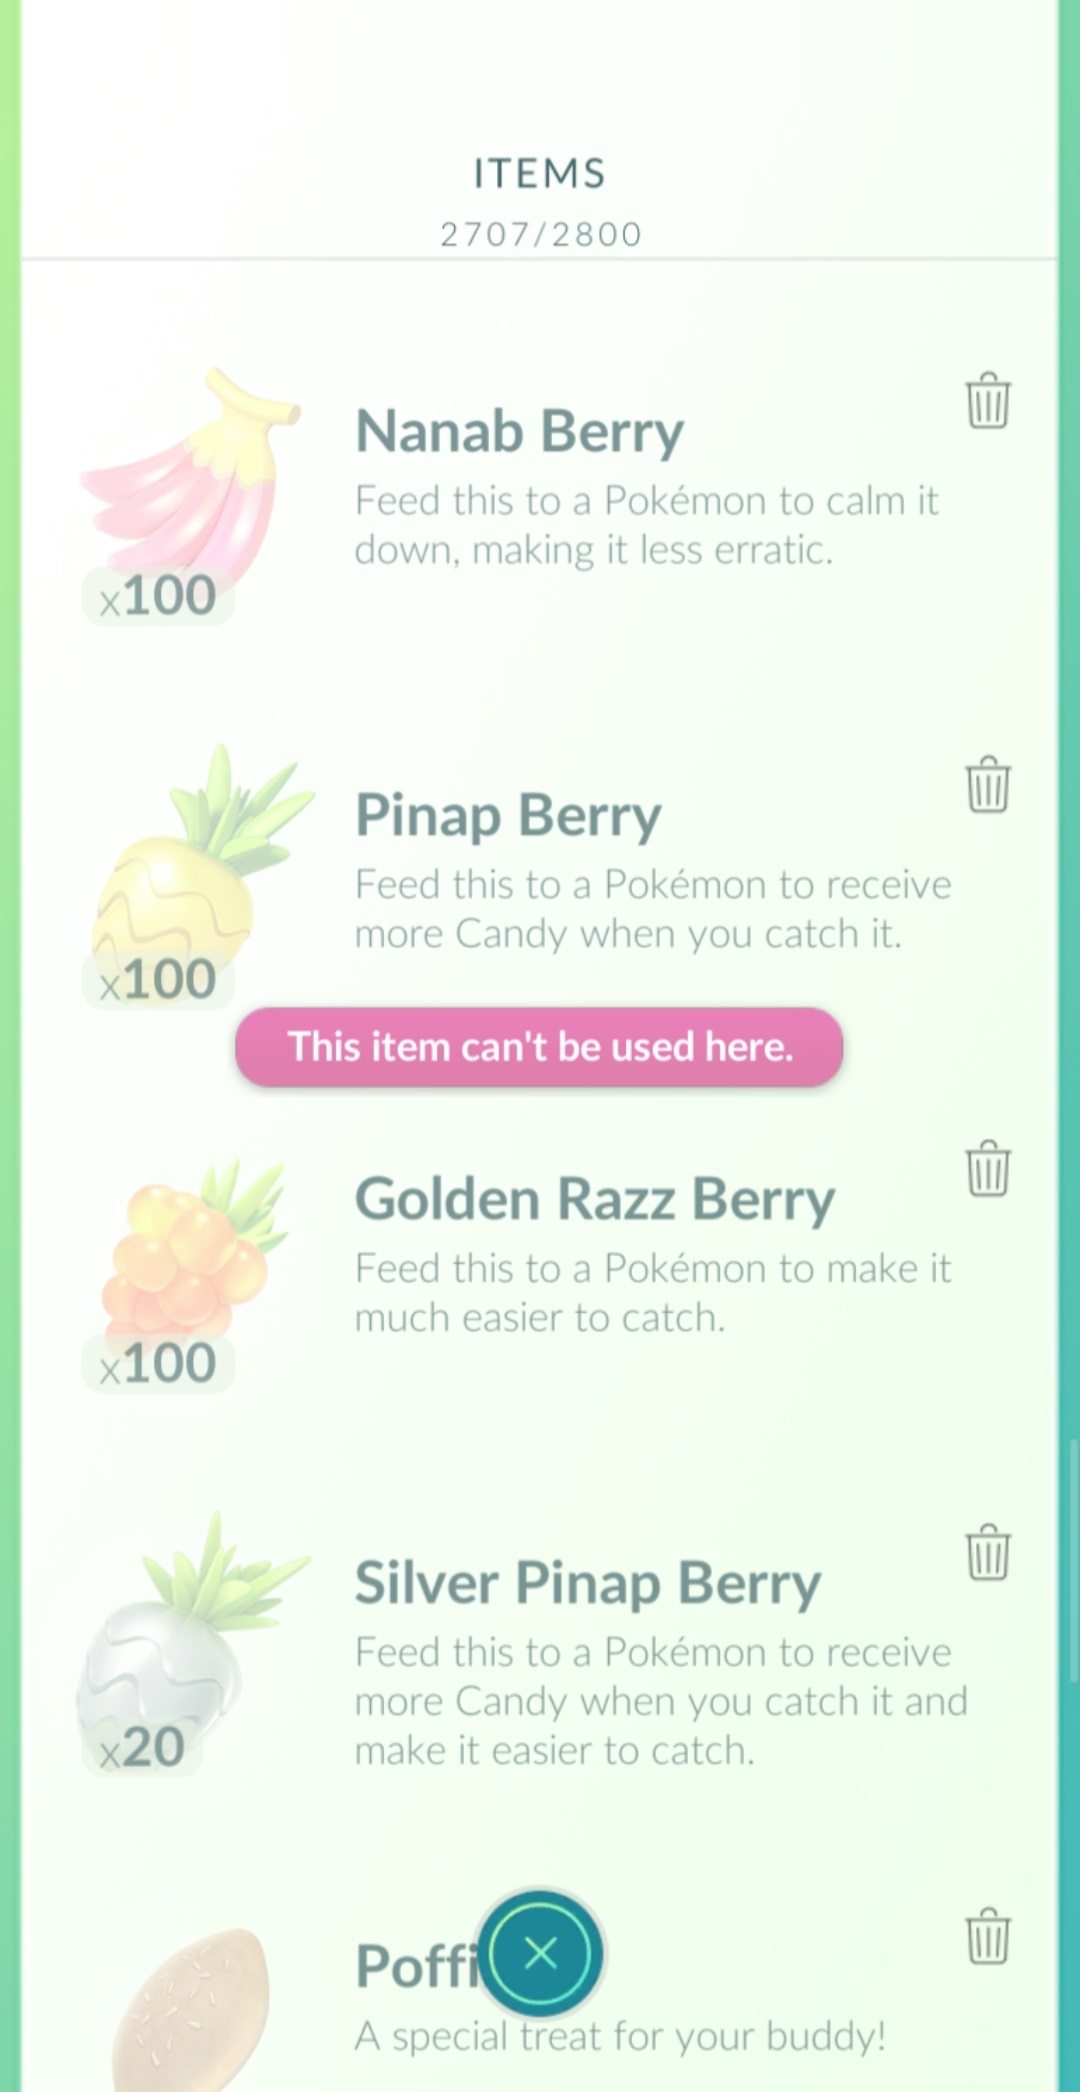 ITEMS
2707/2800
Nanab Berry
Feed this to a Pokémon to calm it
down, making it less erratic.
x100
Pinap Berry
Feed this to a Pokémon to receive
more Candy when you catch it.
x100
This item can't be used here.
Golden Razz Berry
Feed this to a Pokémon to make it
much easier to catch.
x100
Silver Pinap Berry
Feed this to a Pokémon to receive
more Candy when you catch it and
make it easier to catch.
x20
A special treat for your buddy!